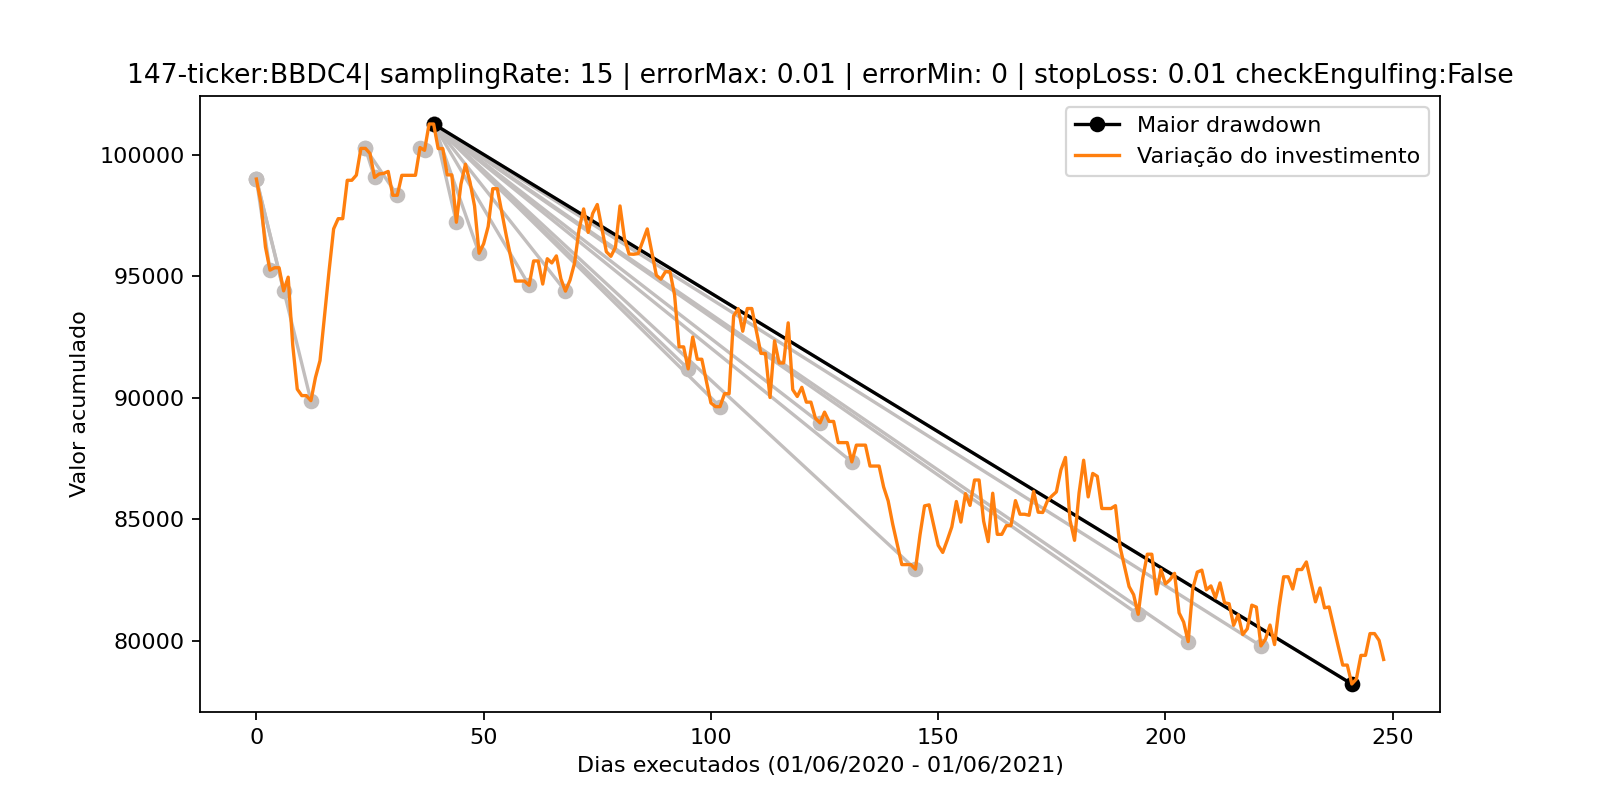 147-ticker:BBDC4| samplingRate: 15 | errorMax: 0.01 | errorMin: 0 | stopLoss: 0.01 checkEngulfing:False
Maior drawdown
Variação do investimento
100000
95000
90000
85000
80000
Valor acumulado
0 50 100 150 200 250
Dias executados (01/06/2020 - 01/06/2021)